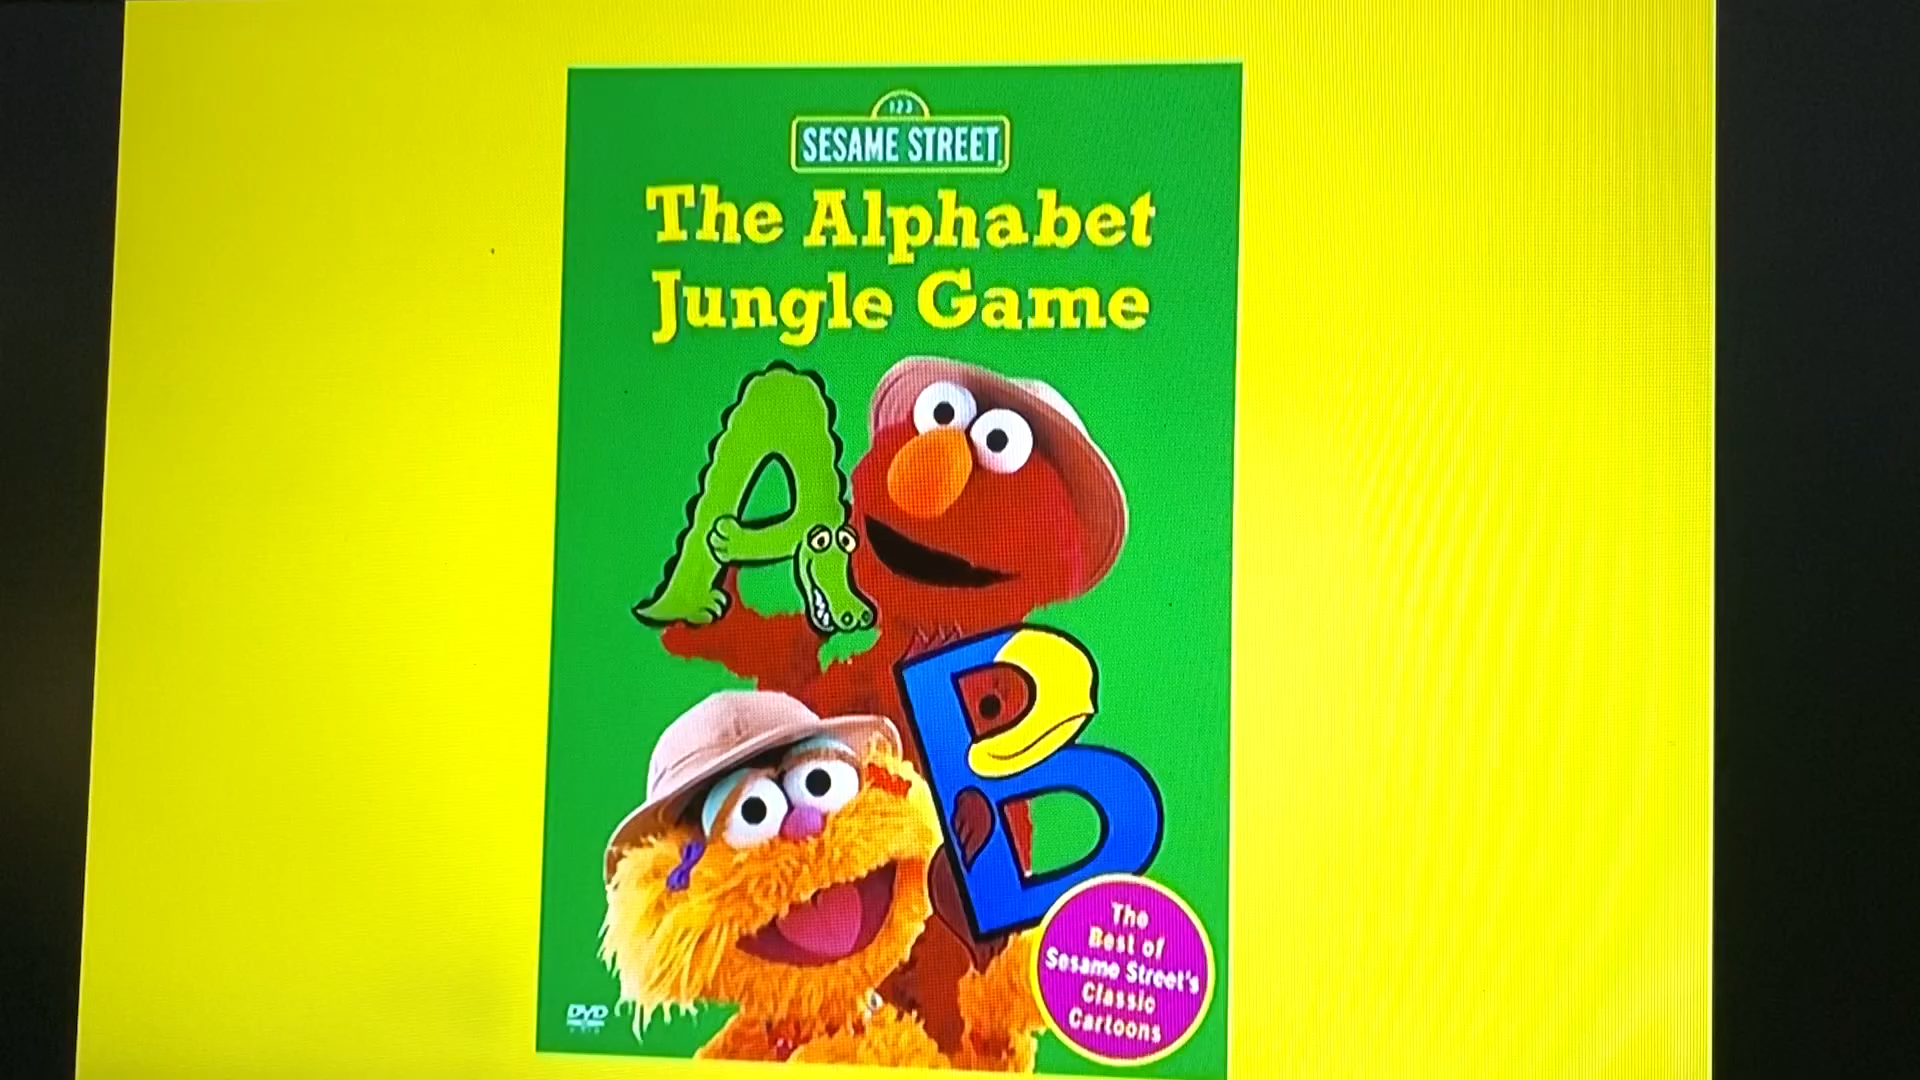 123
SESAME STREET
The Alphabet
Jungle Game
A
B
The
Best of
Sesame Street's
Classic
Cartoons
DVD